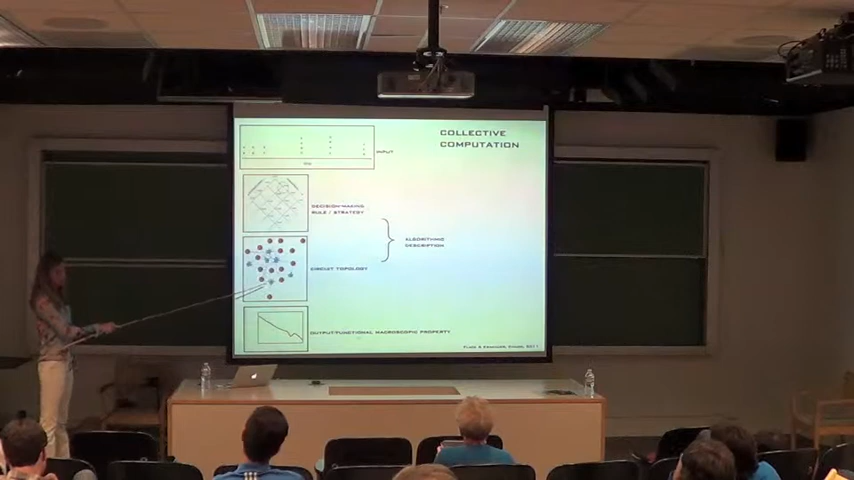 COLLECTIVE
COMPUTATION
INPUT
DECISION-MAKING
RULE / STRATEGY
ALGORITHMIC
DESCRIPTION
CIRCUIT TOPOLOGY
OUTPUT/FUNCTIONAL MACROSCOPIC PROPERTY